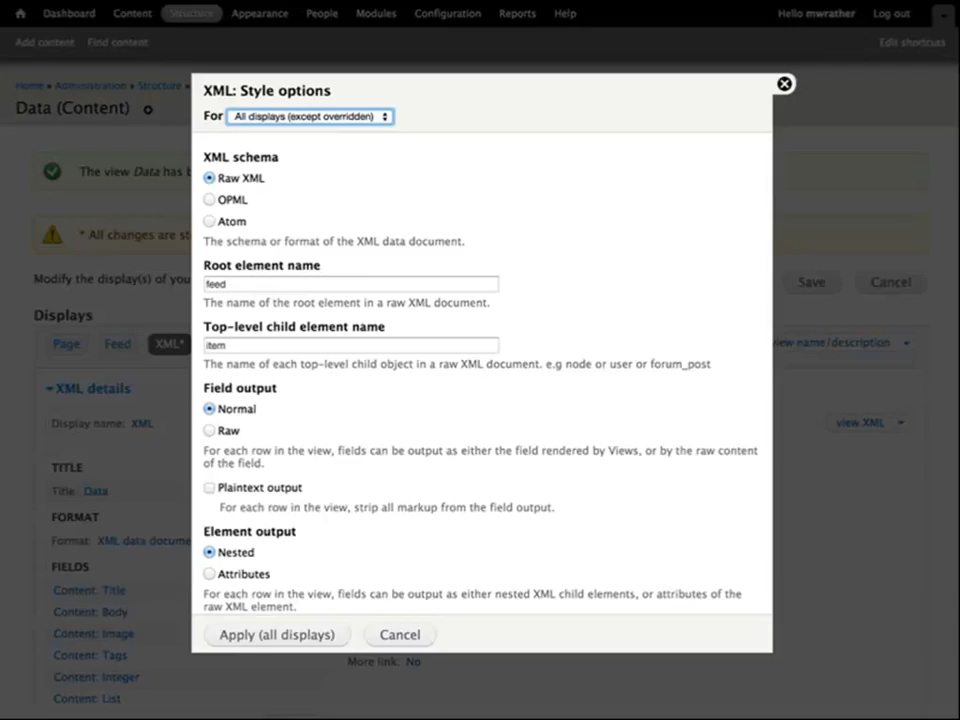 Dashboard Content Structure Appearance People Modules Configuration Reports Help Hello mwrather Log out
Add content Find content Edit shortcuts
Home » Administration » Structure »
Data (Content)
XML: Style options
For All displays (except overridden)
XML schema
The view Data has b
Raw XML
OPML
Atom
* All changes are st
The schema or format of the XML data document.
Root element name
Modify the display(s) of you
feed
Save Cancel
The name of the root element in a raw XML document.
Displays
Top-level child element name
Page Feed XML*
item
view name/description
The name of each top-level child object in a raw XML document. e.g node or user or forum_post
XML details
Field output
Normal
Display name: XML
view XML
Raw
For each row in the view, fields can be output as either the field rendered by Views, or by the raw content
of the field.
TITLE
Title: Data
Plaintext output
For each row in the view, strip all markup from the field output.
FORMAT
Format: XML data docume
Element output
Nested
FIELDS
Attributes
Content: Title
For each row in the view, fields can be output as either nested XML child elements, or attributes of the
raw XML element.
Content: Body
Content: Image
Apply (all displays) Cancel
Content: Tags
More link: No
Content: Integer
Content: List